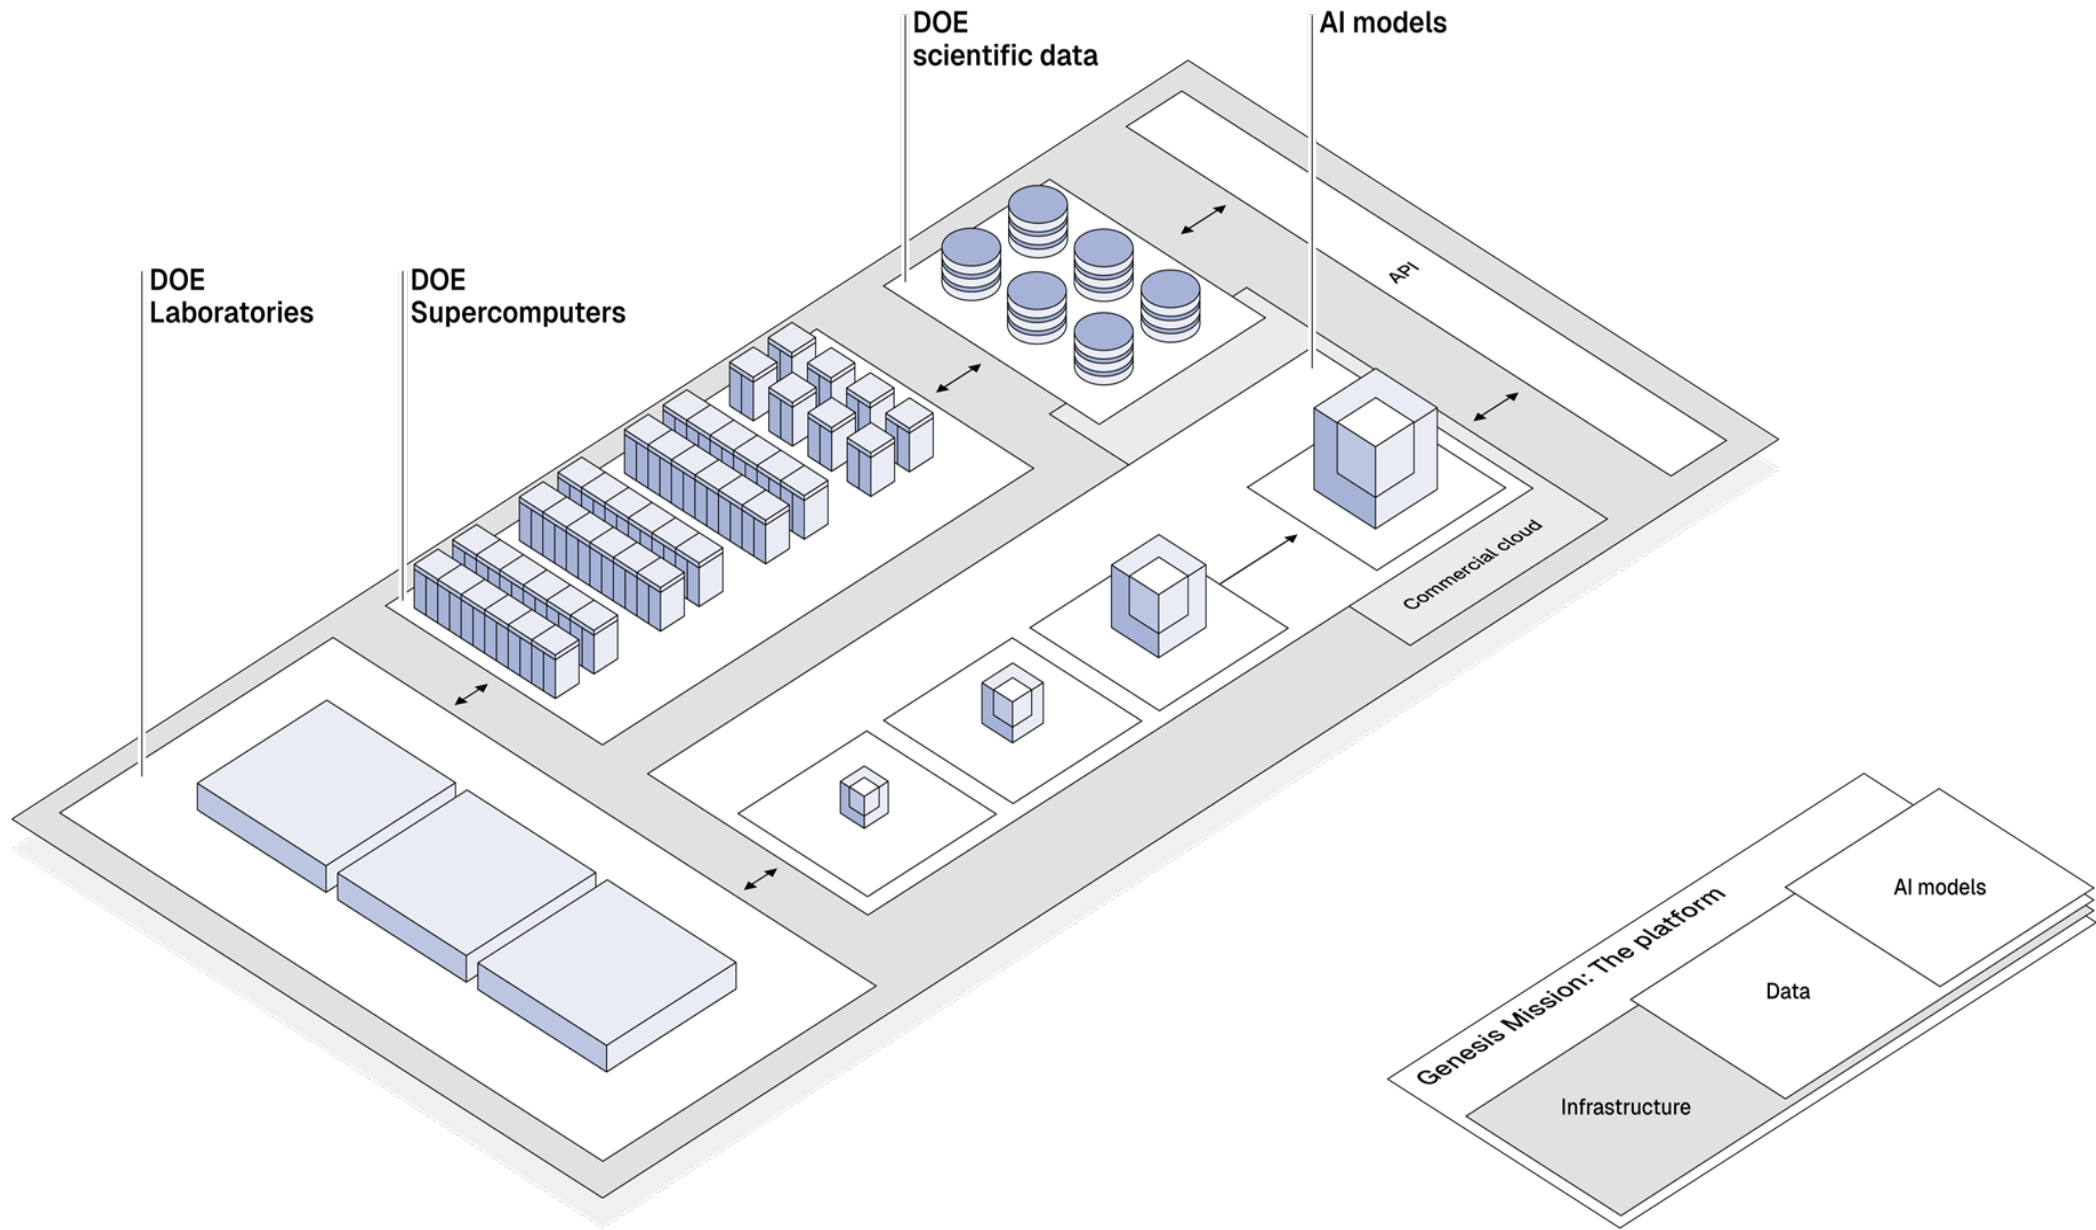 DOE
scientific data
AI models
DOE
Laboratories
DOE
Supercomputers
API
Commercial cloud
Genesis Mission: The platform
AI models
Data
Infrastructure